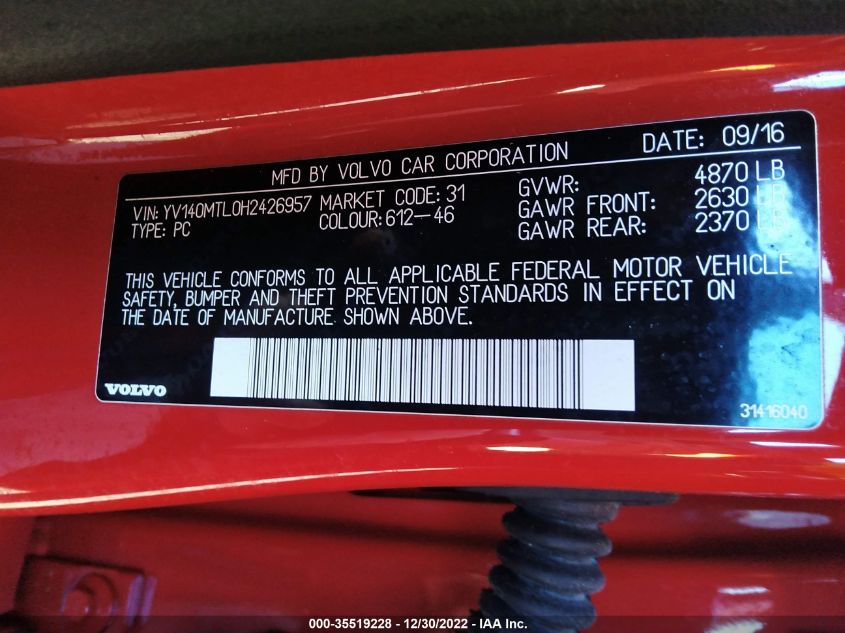 MFD BY VOLVO CAR CORPORATION DATE: 09/16
VIN: YV140MTL0H2426957 MARKET CODE: 31 GVWR: 4870 LB
TYPE: PC COLOUR: 612-46 GAWR FRONT: 2630 LB
GAWR REAR: 2370 LB
THIS VEHICLE CONFORMS TO ALL APPLICABLE FEDERAL MOTOR VEHICLE
SAFETY, BUMPER AND THEFT PREVENTION STANDARDS IN EFFECT ON
THE DATE OF MANUFACTURE SHOWN ABOVE.
VOLVO
31416040
000-35519228 - 12/30/2022 - IAA Inc.